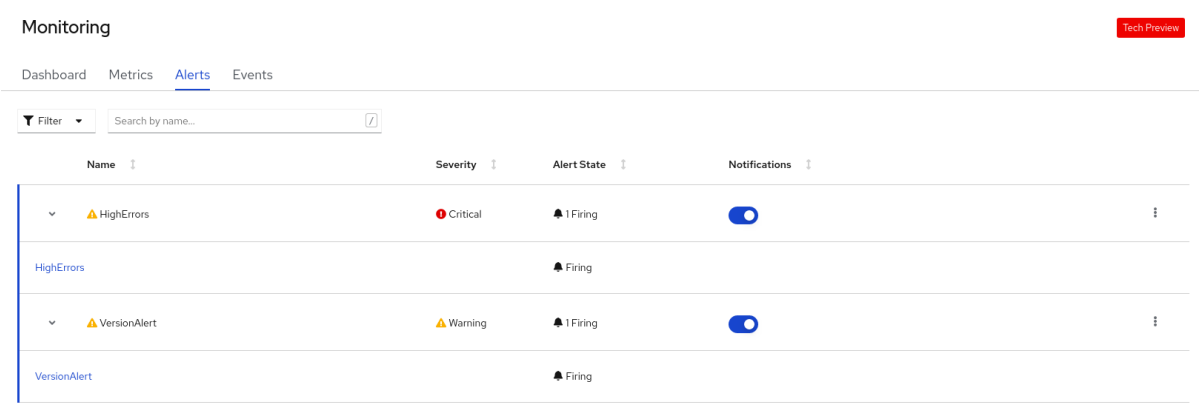 Monitoring
Tech Preview
Dashboard Metrics Alerts Events
Filter Search by name... /
Name Severity Alert State Notifications
HighErrors Critical 1 Firing
HighErrors Firing
VersionAlert Warning 1 Firing
VersionAlert Firing